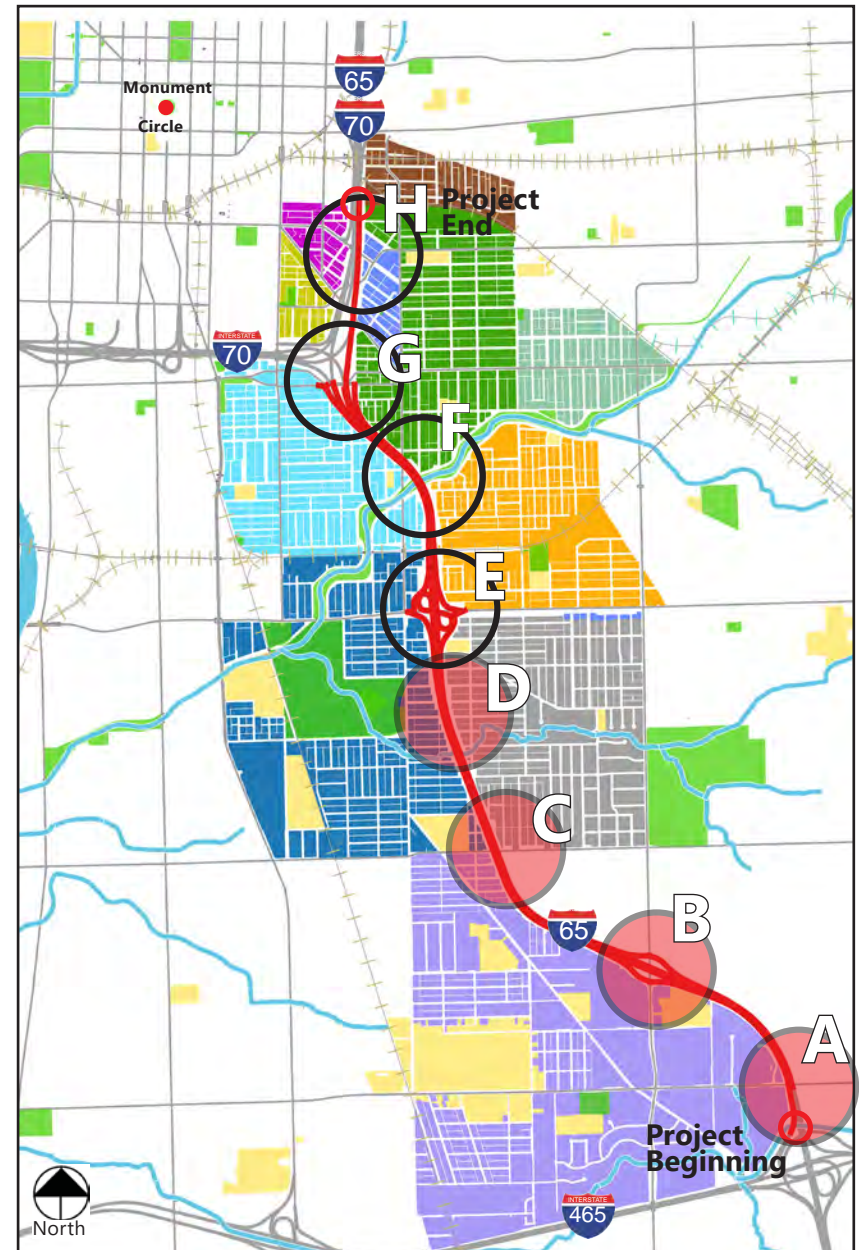 65
Monument
Circle
70
H
Project
End
G
INTERSTATE
70
F
E
D
C
B
65
A
Project
Beginning
INTERSTATE
465
North